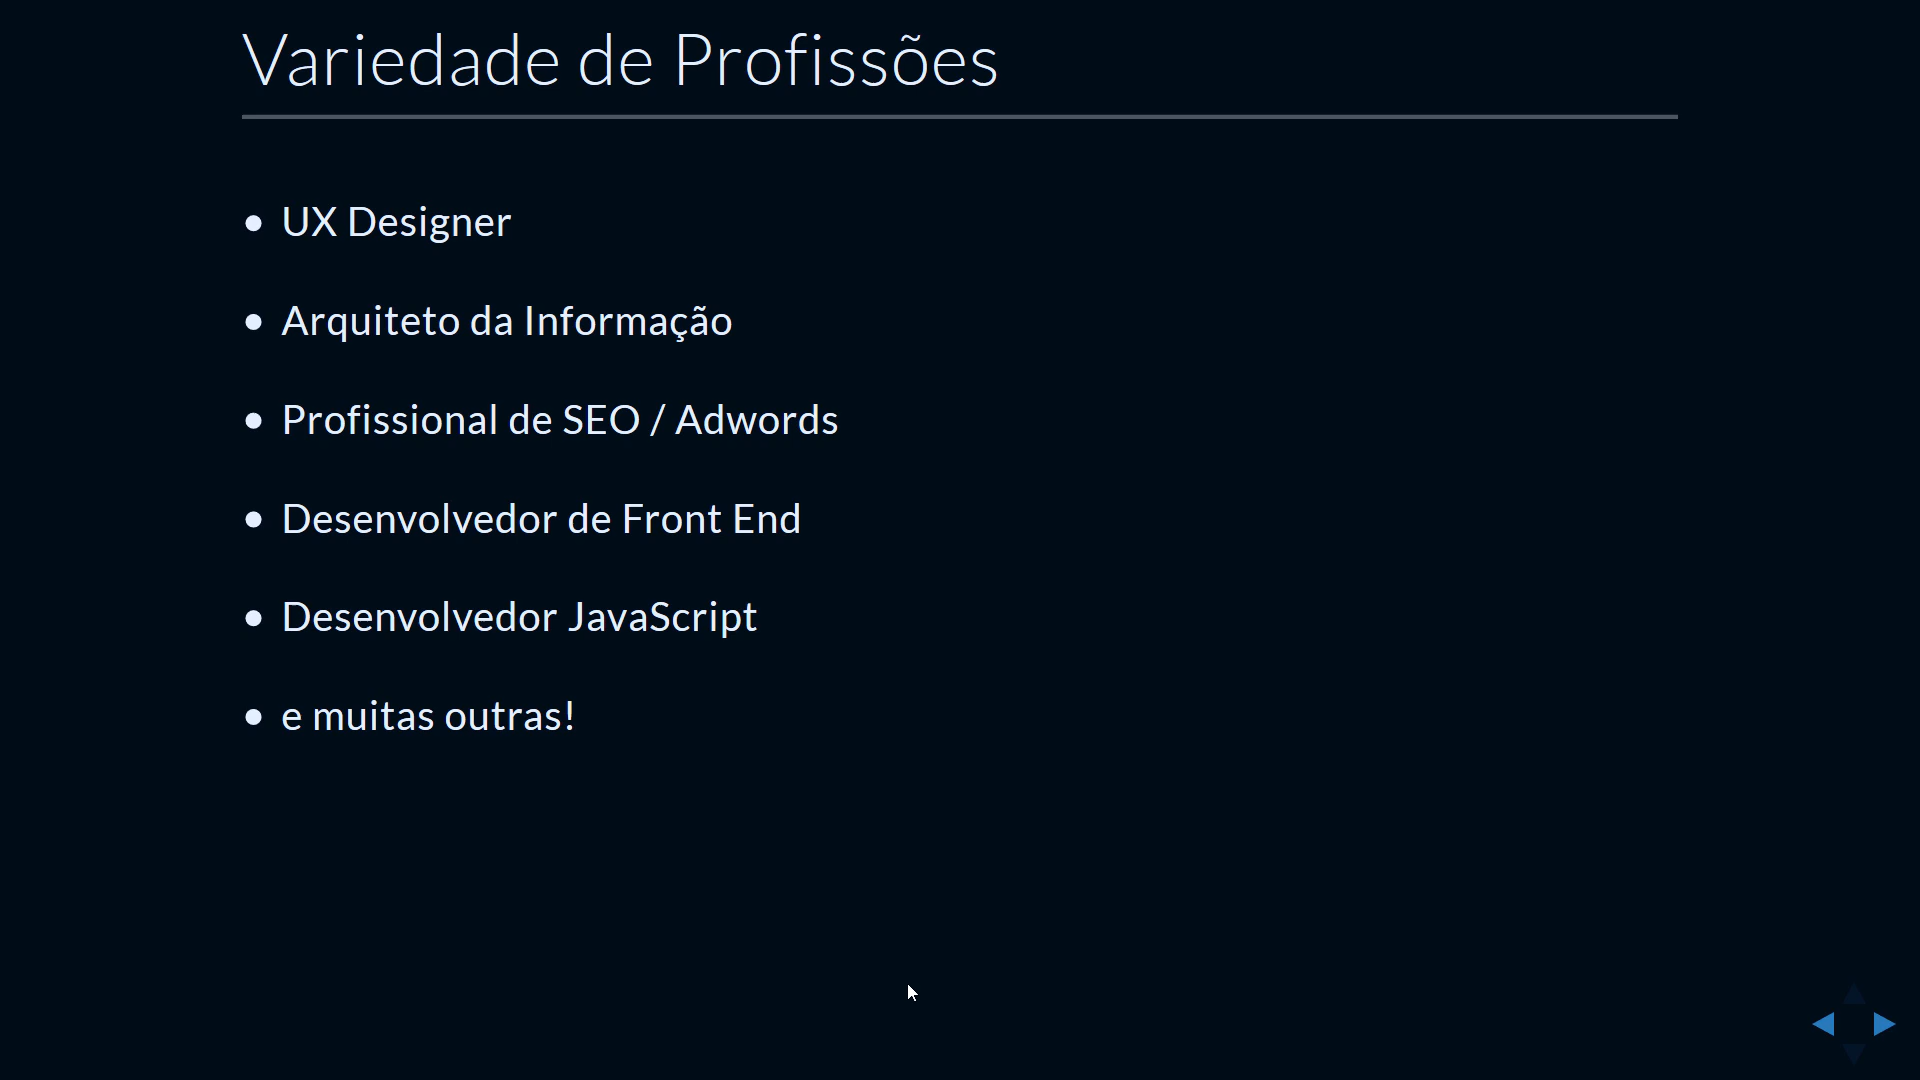 Variedade de Profissões
UX Designer
Arquiteto da Informação
Profissional de SEO / Adwords
Desenvolvedor de Front End
Desenvolvedor JavaScript
e muitas outras!